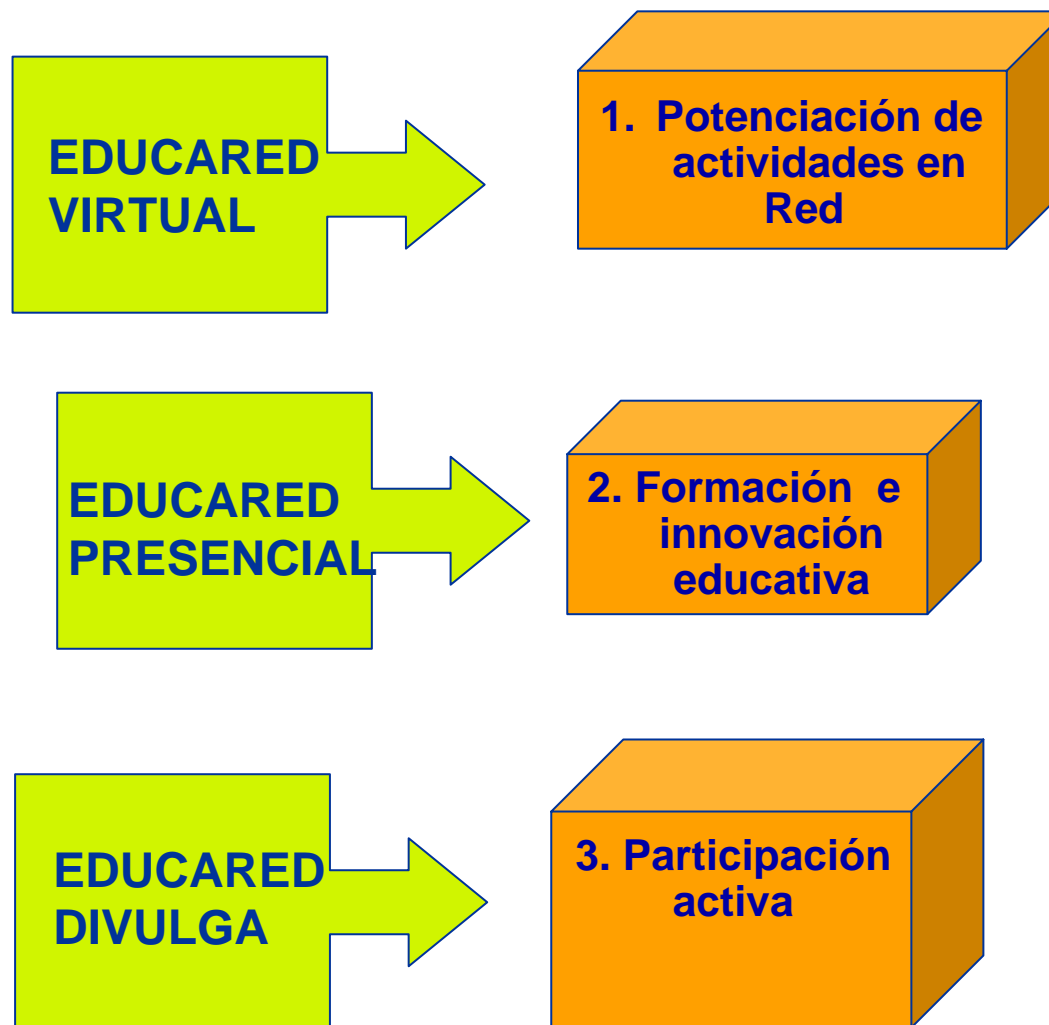 EDUCARED
VIRTUAL
1. Potenciación de
actividades en
Red
EDUCARED
PRESENCIAL
2. Formación e
innovación
educativa
EDUCARED
DIVULGA
3. Participación
activa